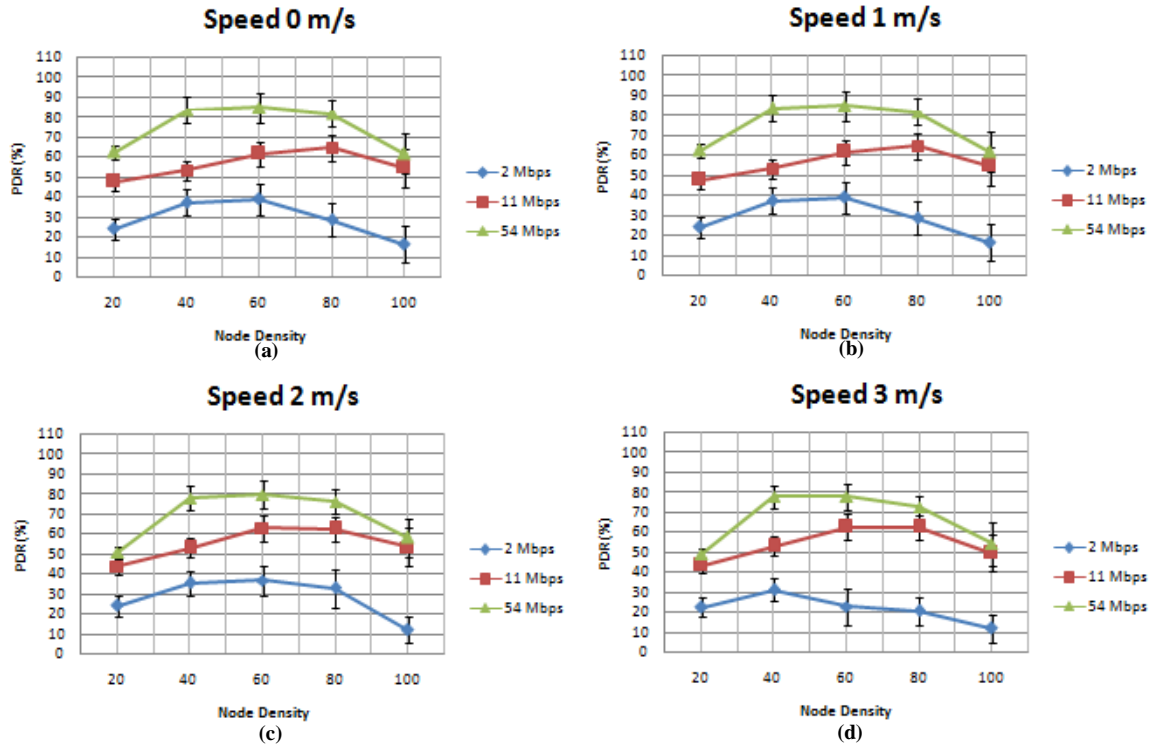 Speed 0 m/s
110
100
90
80
70
60
50
40
30
20
10
0
PDR (%)
20 40 60 80 100
Node Density
2 Mbps
11 Mbps
54 Mbps
(a)
Speed 1 m/s
110
100
90
80
70
60
50
40
30
20
10
0
PDR (%)
20 40 60 80 100
Node Density
2 Mbps
11 Mbps
54 Mbps
(b)
Speed 2 m/s
110
100
90
80
70
60
50
40
30
20
10
0
PDR (%)
20 40 60 80 100
Node Density
2 Mbps
11 Mbps
54 Mbps
(c)
Speed 3 m/s
110
100
90
80
70
60
50
40
30
20
10
0
PDR (%)
20 40 60 80 100
Node Density
2 Mbps
11 Mbps
54 Mbps
(d)